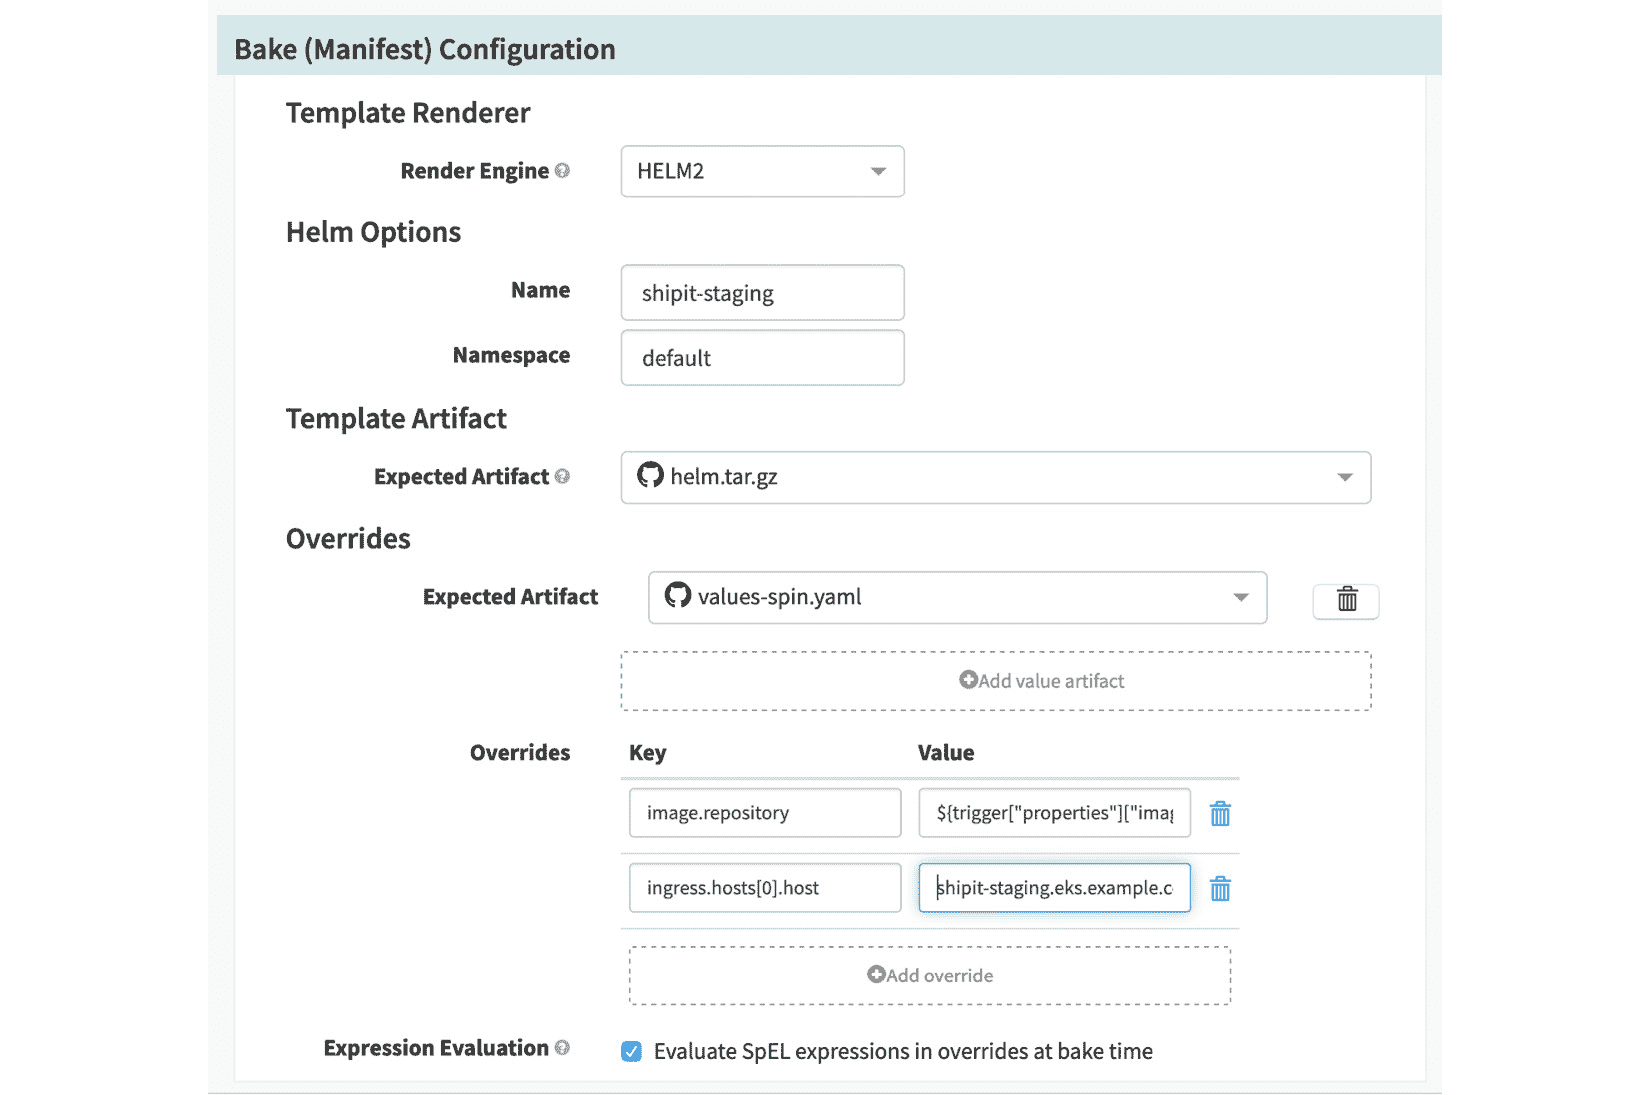 Bake (Manifest) Configuration
Template Renderer
Render Engine HELM2
Helm Options
Name shipit-staging
Namespace default
Template Artifact
Expected Artifact helm.tar.gz
Overrides
Expected Artifact values-spin.yaml
Add value artifact
Overrides Key Value
image.repository ${trigger["properties"]["imag
ingress.hosts[0].host shipit-staging.eks.example.c
Add override
Expression Evaluation Evaluate SpEL expressions in overrides at bake time